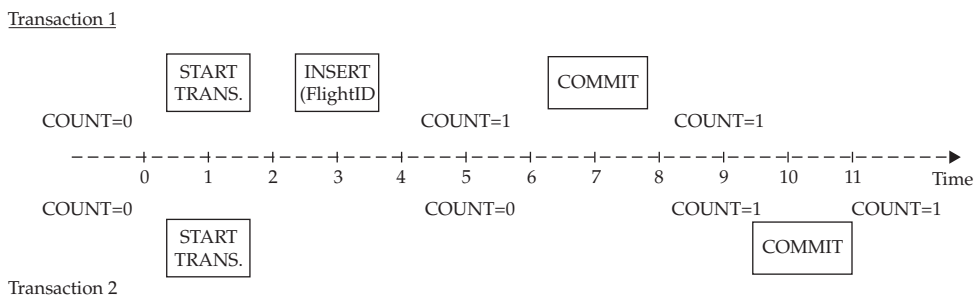 Transaction 1
START
TRANS.
INSERT
(FlightID
COMMIT
COUNT=0 COUNT=1 COUNT=1
0 1 2 3 4 5 6 7 8 9 10 11 Time
COUNT=0 COUNT=0 COUNT=1 COUNT=1
START
TRANS.
COMMIT
Transaction 2